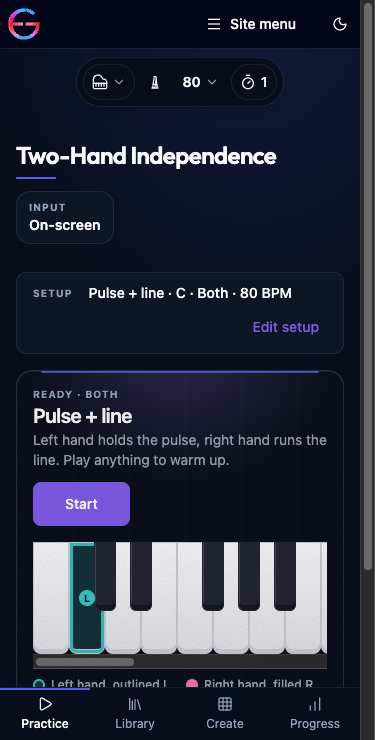 Site menu
80
1
Two-Hand Independence
INPUT
On-screen
SETUP Pulse + line · C · Both · 80 BPM
Edit setup
READY · BOTH
Pulse + line
Left hand holds the pulse, right hand runs the
line. Play anything to warm up.
Start
L
Left hand, outlined L Right hand, filled R
Practice Library Create Progress